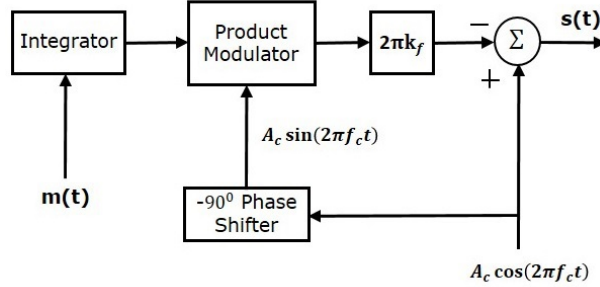 Integrator
Product
Modulator
2πk_f
−
Σ
s(t)
+
A_c sin(2πf_c t)
m(t)
-90⁰ Phase
Shifter
A_c cos(2πf_c t)